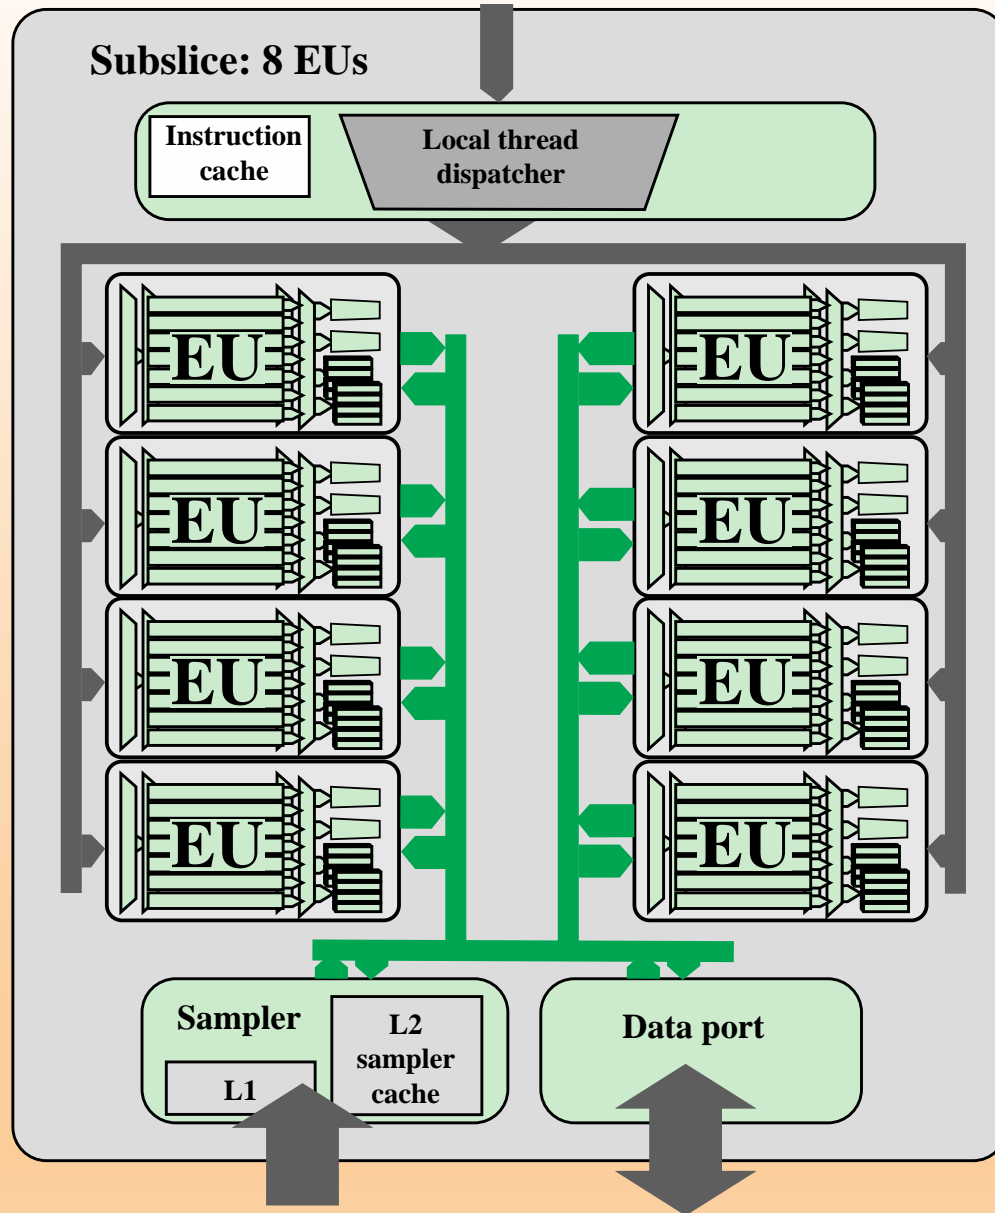 Subslice: 8 EUs
Instruction
cache
Local thread
dispatcher
EU
EU
EU
EU
EU
EU
EU
EU
Sampler
L1
L2
sampler
cache
Data port